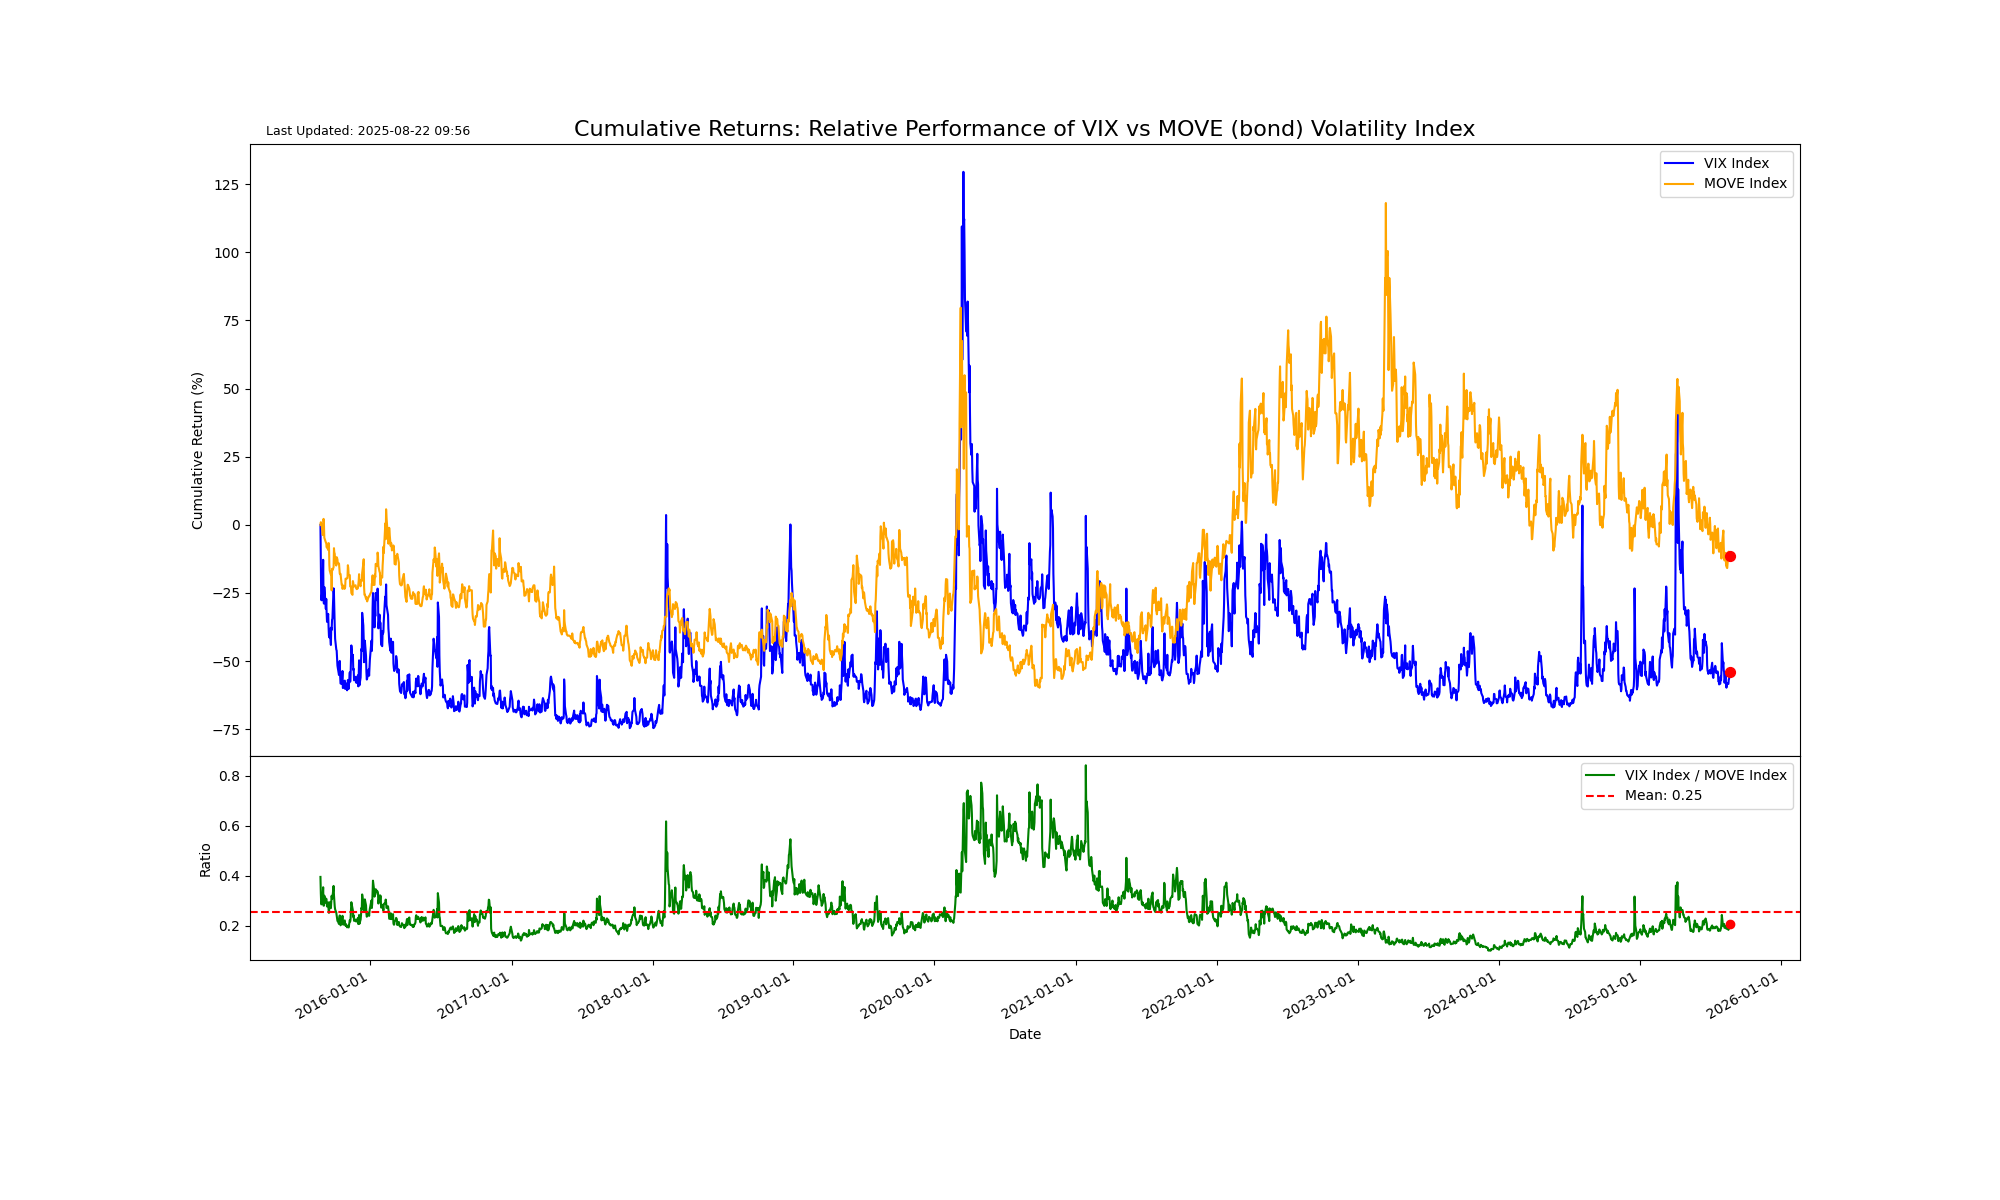 Last Updated: 2025-08-22 09:56
Cumulative Returns: Relative Performance of VIX vs MOVE (bond) Volatility Index
VIX Index
MOVE Index
Cumulative Return (%)
125
100
75
50
25
0
−25
−50
−75
VIX Index / MOVE Index
Mean: 0.25
Ratio
0.8
0.6
0.4
0.2
2016-01-01
2017-01-01
2018-01-01
2019-01-01
2020-01-01
2021-01-01
2022-01-01
2023-01-01
2024-01-01
2025-01-01
2026-01-01
Date